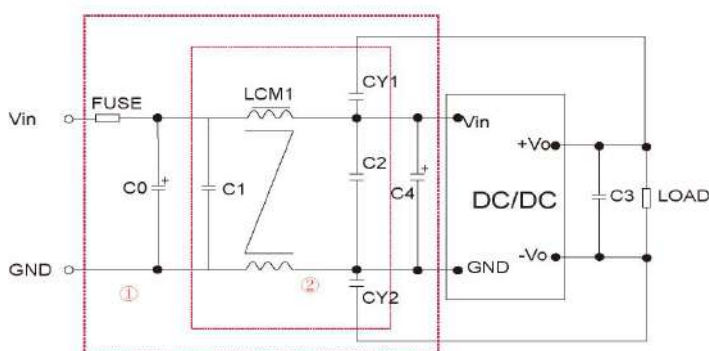 CY1
FUSE
LCM1
Vin
Vin
+Vo
C0
+
C1
C2
C4
+
DC/DC
C3
LOAD
-Vo
GND
GND
①
②
CY2